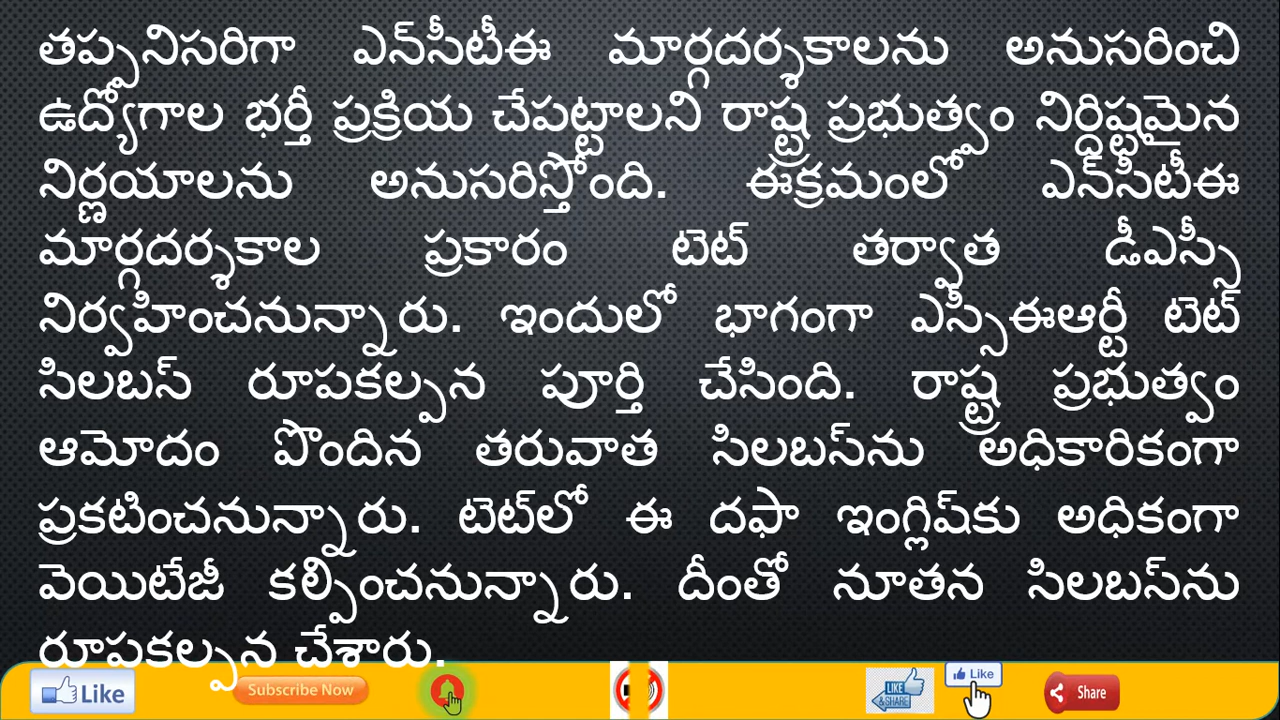 తప్పనిసరిగా ఎన్‌సీటీఈ మార్గదర్శకాలను అనుసరించి
ఉద్యోగాల భర్తీ ప్రక్రియ చేపట్టాలని రాష్ట్ర ప్రభుత్వం నిర్ధిష్టమైన
నిర్ణయాలను అనుసరిస్తోంది. ఈక్రమంలో ఎన్‌సీటీఈ
మార్గదర్శకాల ప్రకారం టెట్ తర్వాత డీఎస్సీ
నిర్వహించనున్నారు. ఇందులో భాగంగా ఎస్సీఈఆర్టీ టెట్
సిలబస్ రూపకల్పన పూర్తి చేసింది. రాష్ట్ర ప్రభుత్వం
ఆమోదం పొందిన తరువాత సిలబస్‌ను అధికారికంగా
ప్రకటించనున్నారు. టెట్‌లో ఈ దఫా ఇంగ్లిష్‌కు అధికంగా
వెయిటేజీ కల్పించనున్నారు. దీంతో నూతన సిలబస్‌ను
రూపకల్పన చేశారు.
Like Subscribe Now LIKE & SHARE Like Share